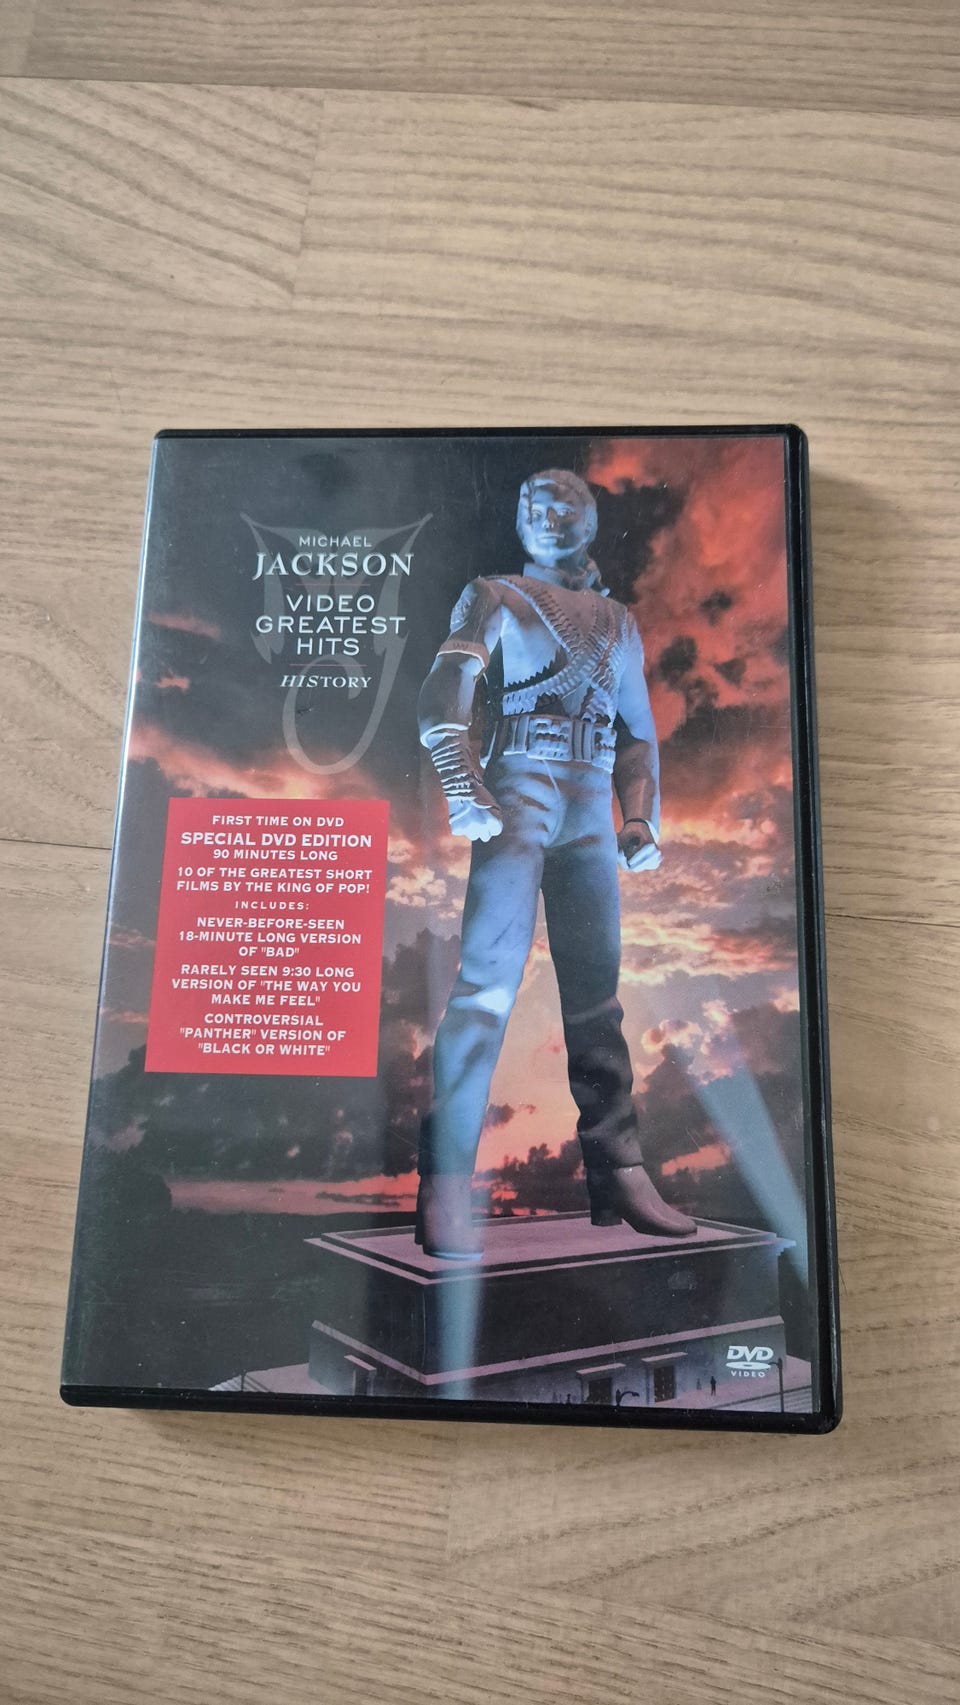 MICHAEL
JACKSON
VIDEO
GREATEST
HITS
HISTORY
FIRST TIME ON DVD
SPECIAL DVD EDITION
90 MINUTES LONG
10 OF THE GREATEST SHORT
FILMS BY THE KING OF POP!
INCLUDES:
NEVER-BEFORE-SEEN
18-MINUTE LONG VERSION
OF "BAD"
RARELY SEEN 9:30 LONG
VERSION OF "THE WAY YOU
MAKE ME FEEL"
CONTROVERSIAL
"PANTHER" VERSION OF
"BLACK OR WHITE"
DVD
VIDEO